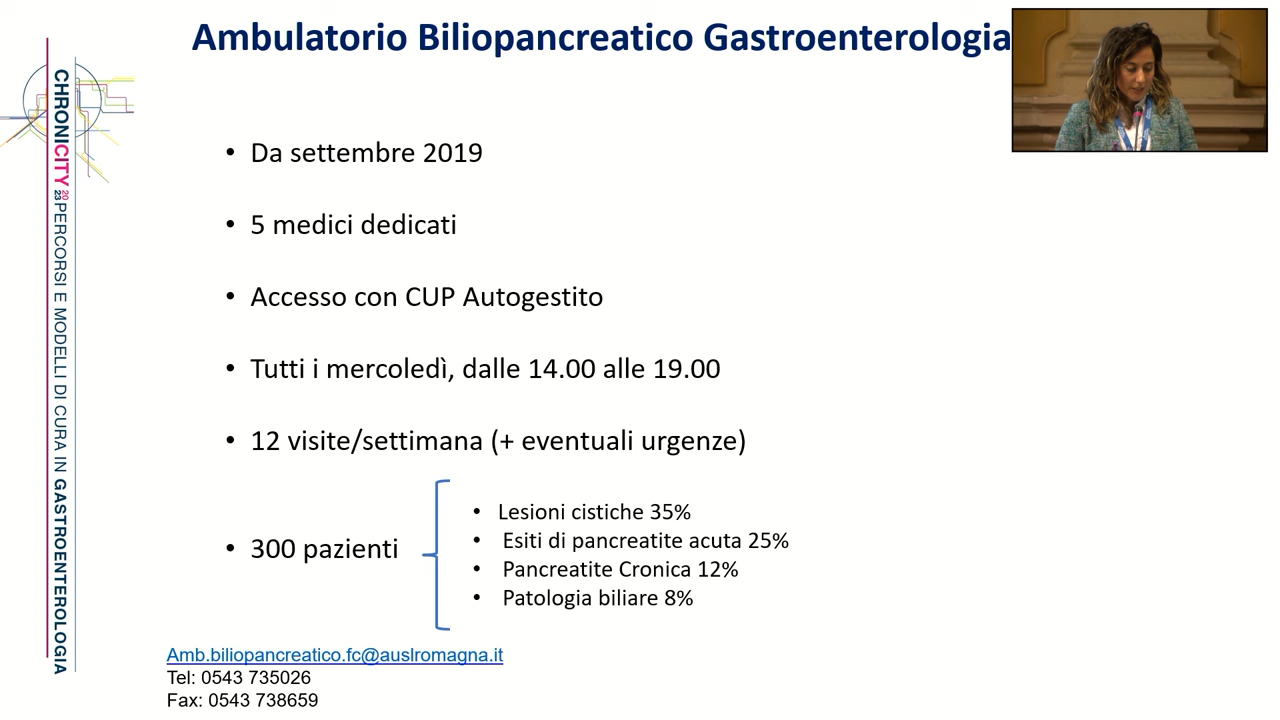 Ambulatorio Biliopancreatico Gastroenterologia
CHRONICITY 2023 PERCORSI E MODELLI DI CURA IN GASTROENTEROLOGIA
• Da settembre 2019
• 5 medici dedicati
• Accesso con CUP Autogestito
• Tutti i mercoledì, dalle 14.00 alle 19.00
• 12 visite/settimana (+ eventuali urgenze)
• 300 pazienti
• Lesioni cistiche 35%
• Esiti di pancreatite acuta 25%
• Pancreatite Cronica 12%
• Patologia biliare 8%
Amb.biliopancreatico.fc@auslromagna.it
Tel: 0543 735026
Fax: 0543 738659